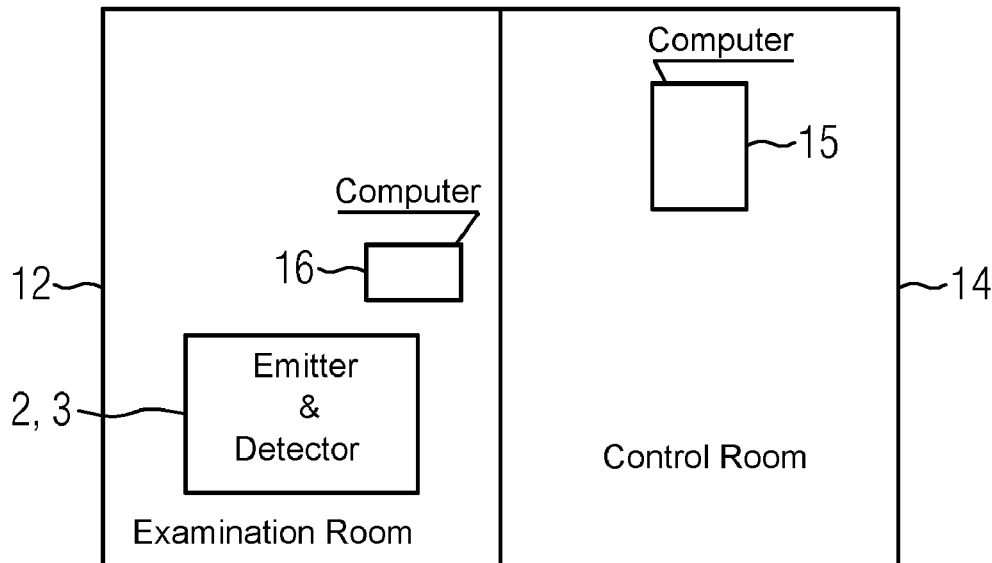 Computer
15
Computer
16
12
14
Emitter
&
Detector
2, 3
Control Room
Examination Room